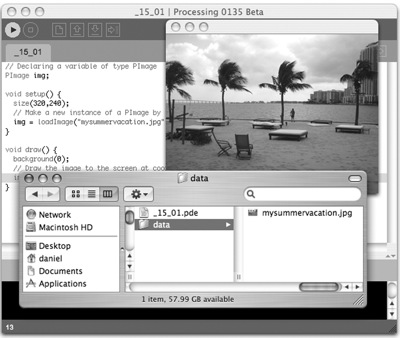 _15_01 | Processing 0135 Beta
_15_01
// Declaring a variable of type PImage
PImage img;
void setup() {
size(320,240);
// Make a new instance of a PImage by
img = loadImage("mysummervacation.jpg"
}
void draw() {
background(0);
// Draw the image to the screen at coo
}
data
Network
Macintosh HD
Desktop
daniel
Documents
Applications
_15_01.pde
data
mysummervacation.jpg
1 item, 57.99 GB available
13